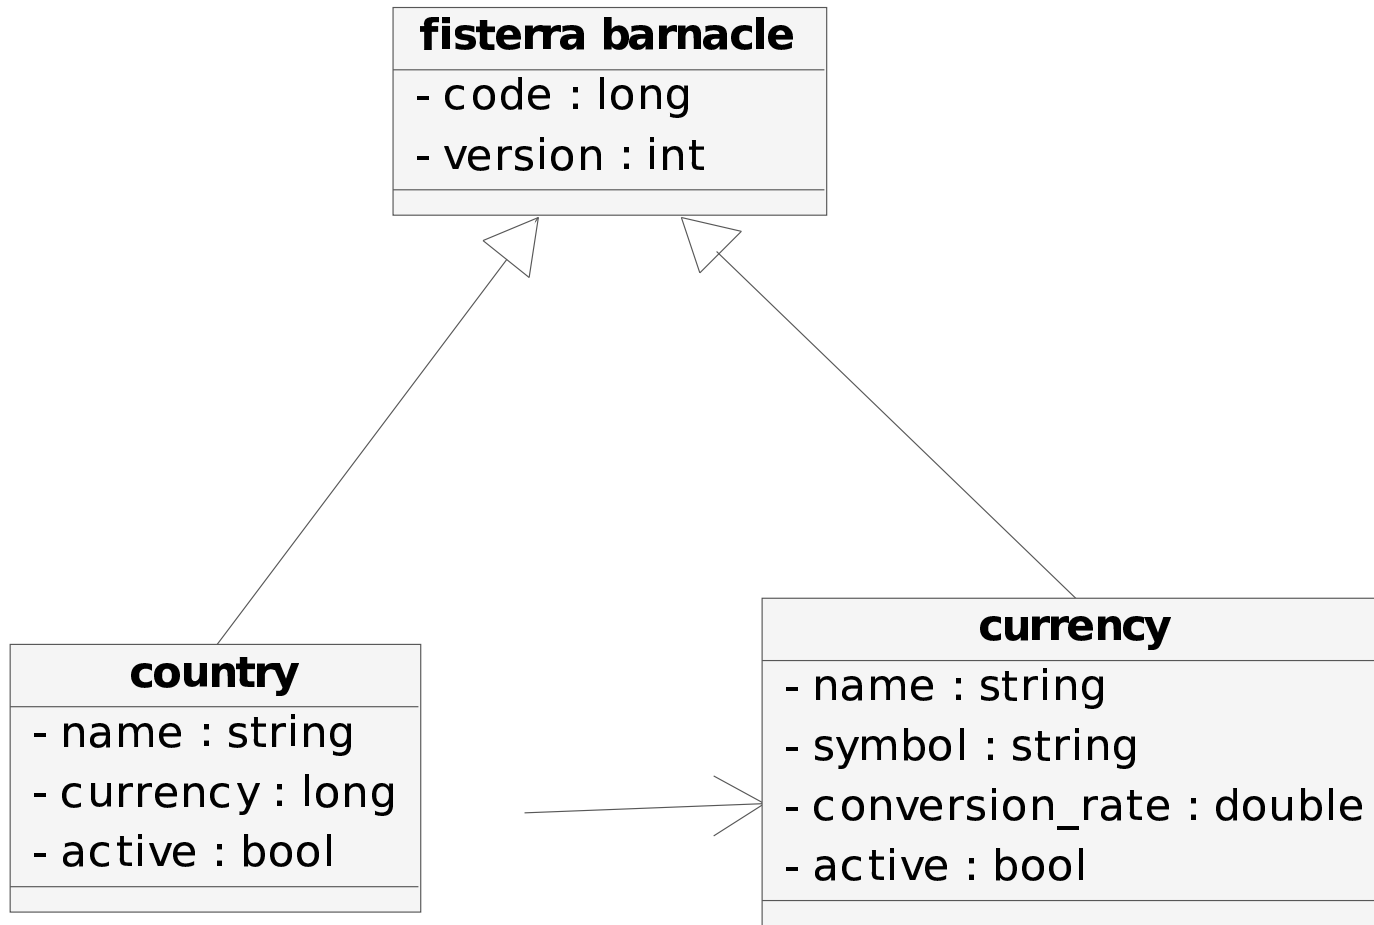 fisterra barnacle
- code : long
- version : int
country
- name : string
- currency : long
- active : bool
currency
- name : string
- symbol : string
- conversion_rate : double
- active : bool